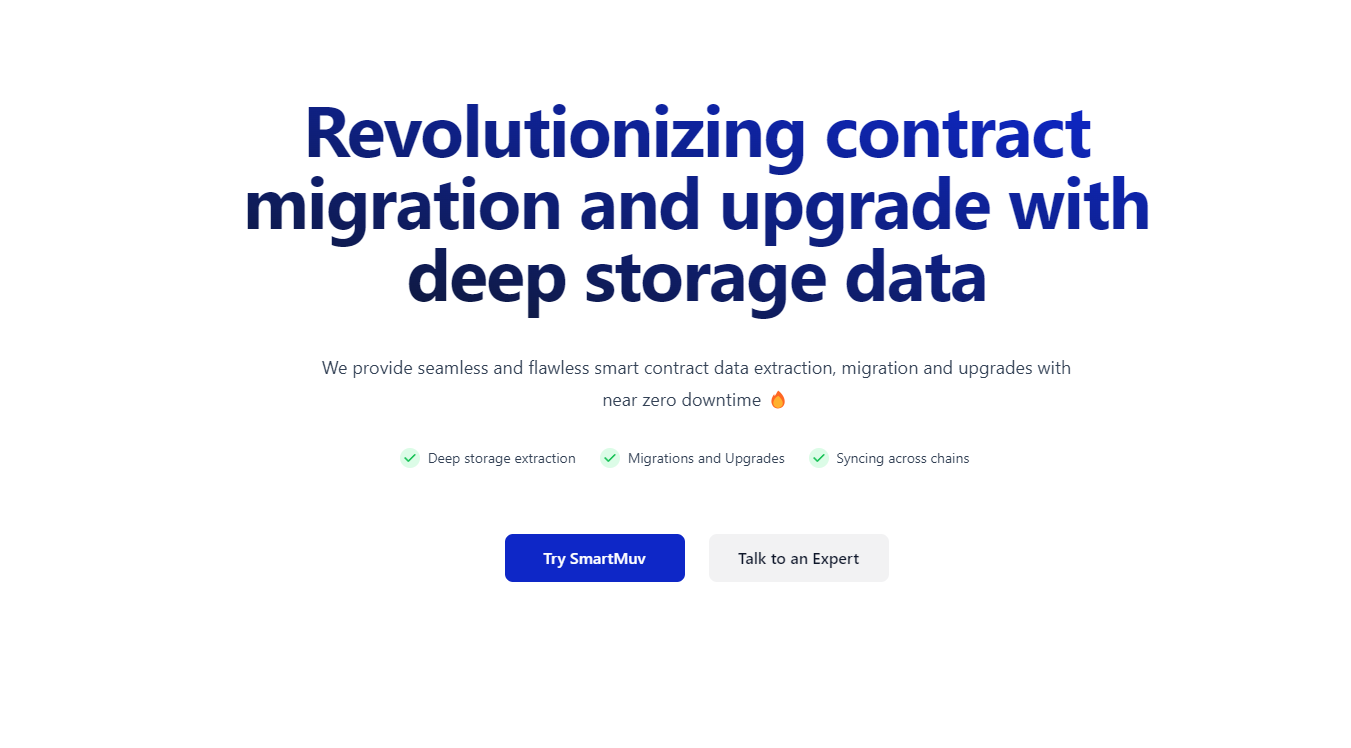 Revolutionizing contract
migration and upgrade with
deep storage data
We provide seamless and flawless smart contract data extraction, migration and upgrades with
near zero downtime 🔥
Deep storage extraction
Migrations and Upgrades
Syncing across chains
Try SmartMuv
Talk to an Expert